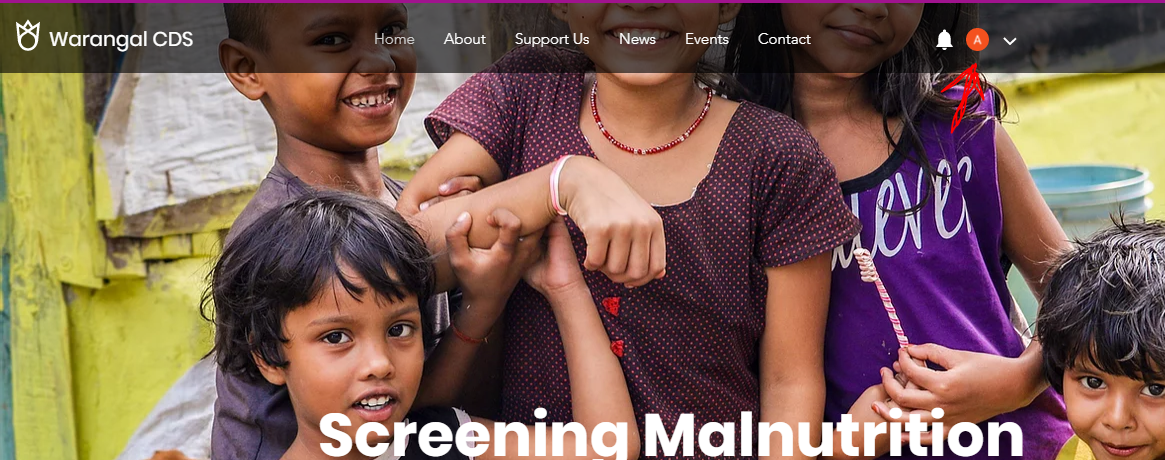 Warangal CDS
Home About Support Us News Events Contact
A
Screening Malnutrition